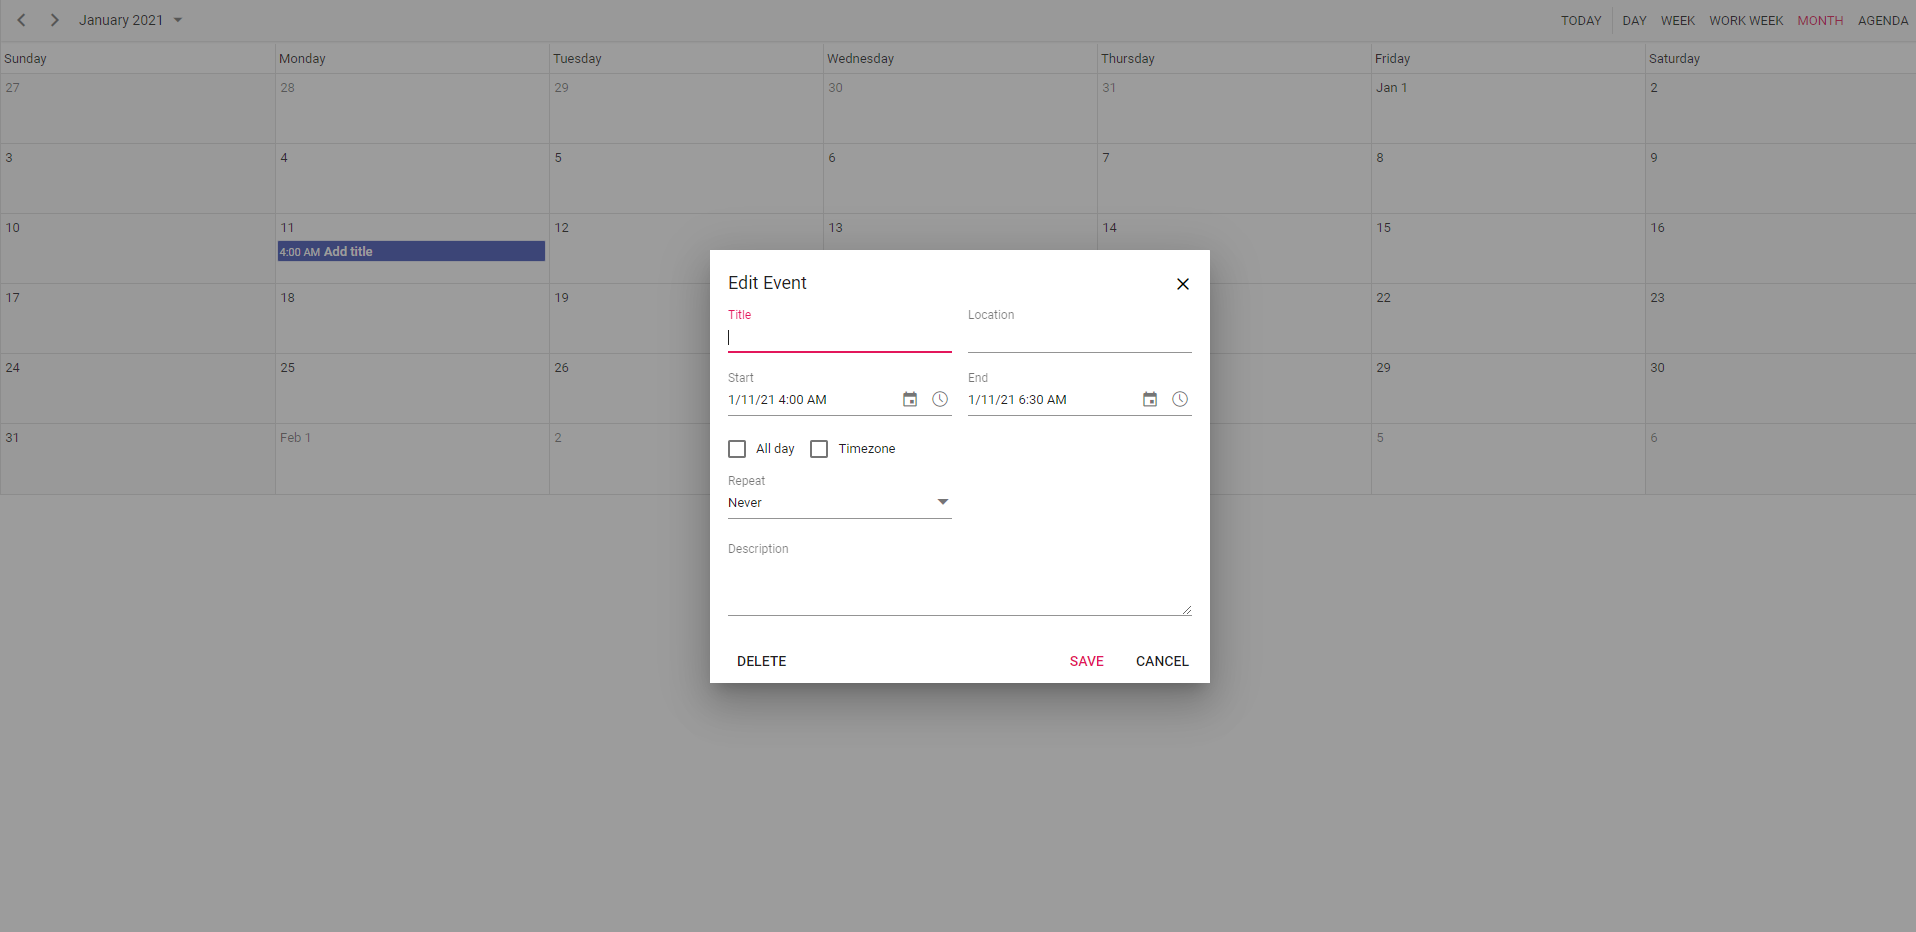 January 2021 TODAY DAY WEEK WORK WEEK MONTH AGENDA
Sunday Monday Tuesday Wednesday Thursday Friday Saturday
27 28 29 30 31 Jan 1 2
3 4 5 6 7 8 9
10 11 12 13 14 15 16
4:00 AM Add title
17 18 19 22 23
24 25 26 29 30
31 Feb 1 2 5 6
Edit Event
Title Location
Start End
1/11/21 4:00 AM 1/11/21 6:30 AM
All day Timezone
Repeat
Never
Description
DELETE SAVE CANCEL